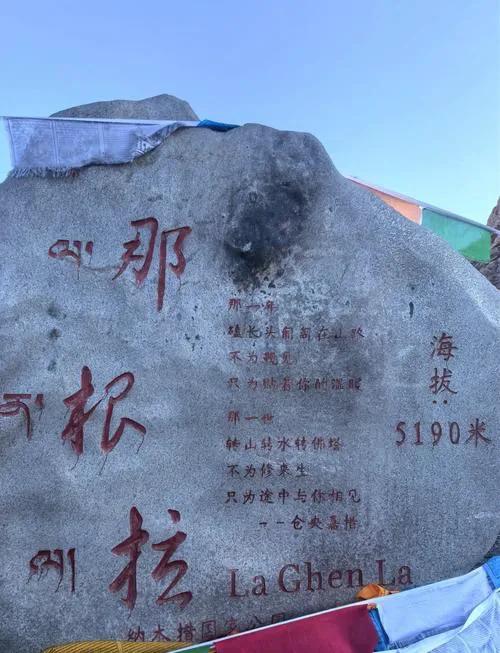 那
根
拉
那一年
磕长头匍匐在山路
不为觐见
只为贴着你的温暖
那一世
转山转水转佛塔
不为修来生
只为途中与你相见
--仓央嘉措
海拔:
5190米
La Ghen La
纳木措国家公园